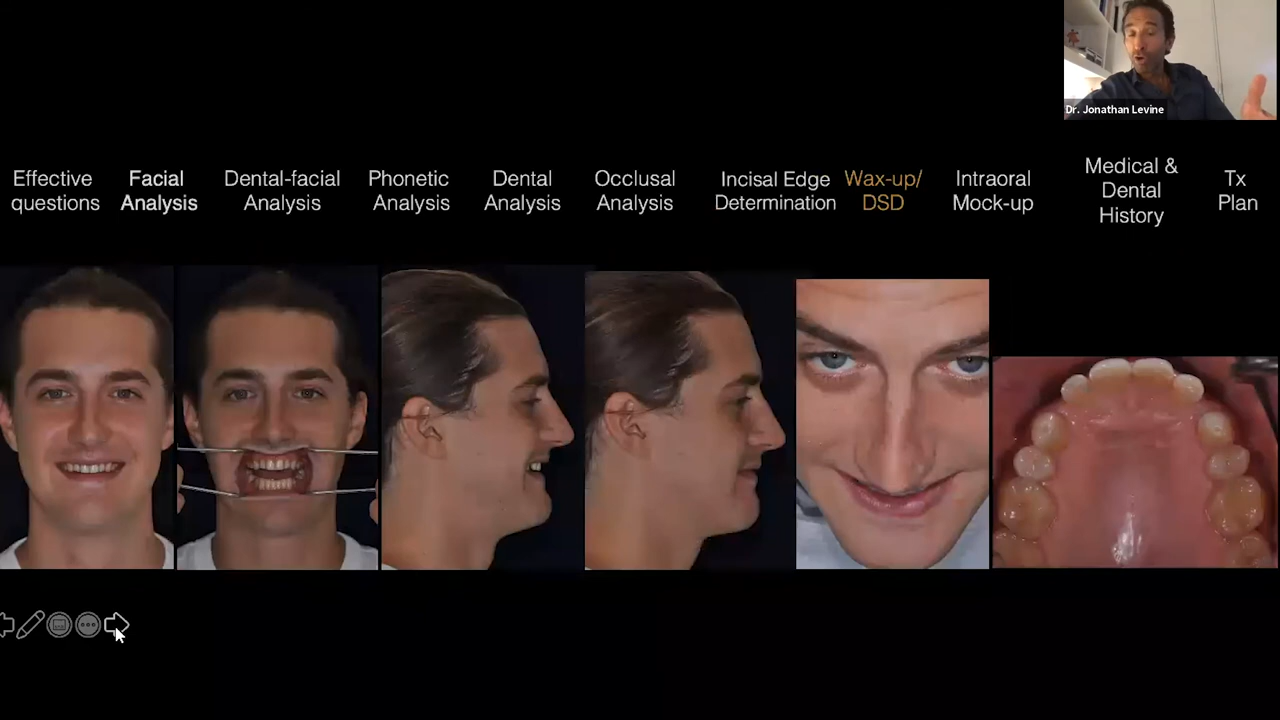 Dr. Jonathan Levine
Effective
questions
Facial
Analysis
Dental-facial
Analysis
Phonetic
Analysis
Dental
Analysis
Occlusal
Analysis
Incisal Edge
Determination
Wax-up/
DSD
Intraoral
Mock-up
Medical &
Dental
History
Tx
Plan